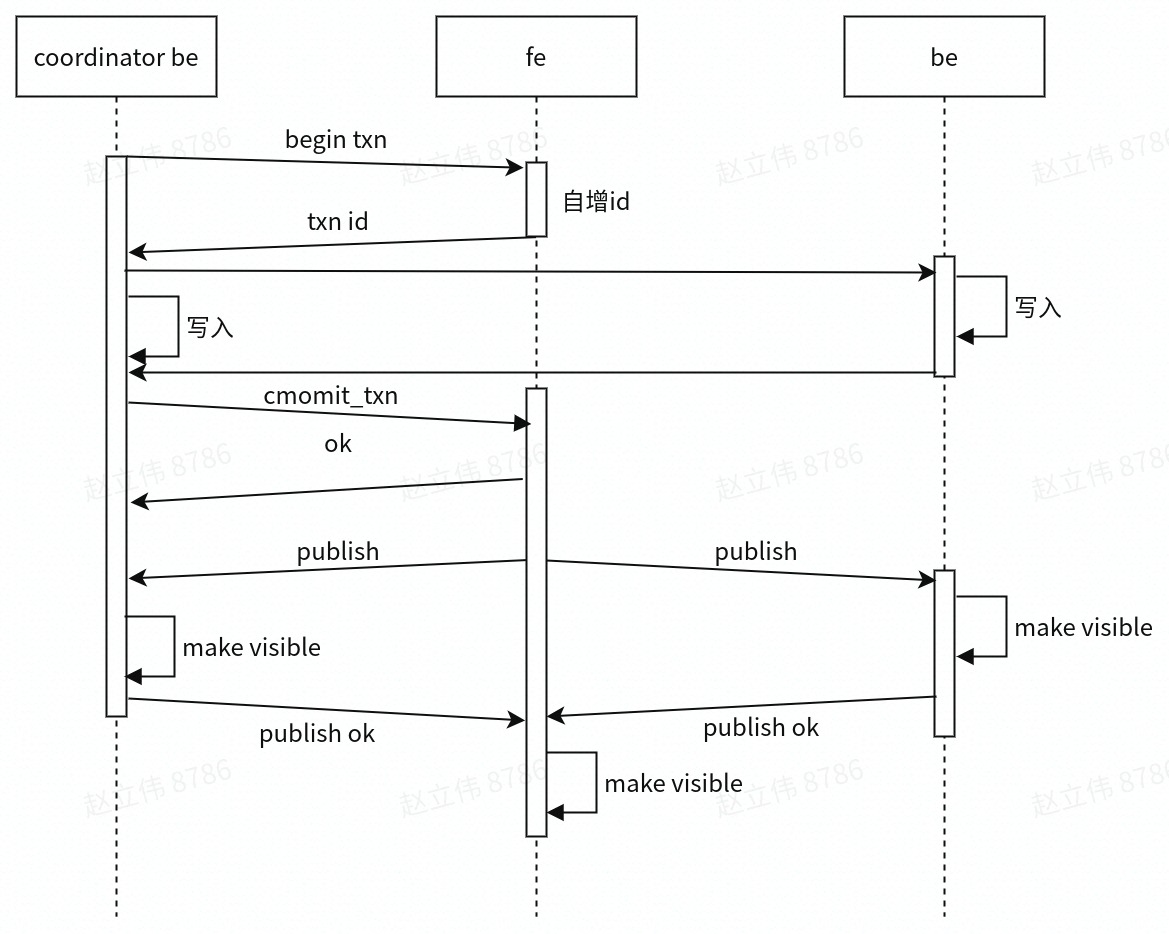 coordinator be
fe
be
begin txn
自增id
txn id
写入
写入
cmomit_txn
ok
publish
publish
make visible
make visible
publish ok
publish ok
make visible
赵立伟 8786
赵立伟 8786
赵立伟 8786
赵立伟 8786
赵立伟 8786
赵立伟 8786
赵立伟 8786
赵立伟 8786
赵立伟 8786
赵立伟 8786
赵立伟 8786
赵立伟 8786